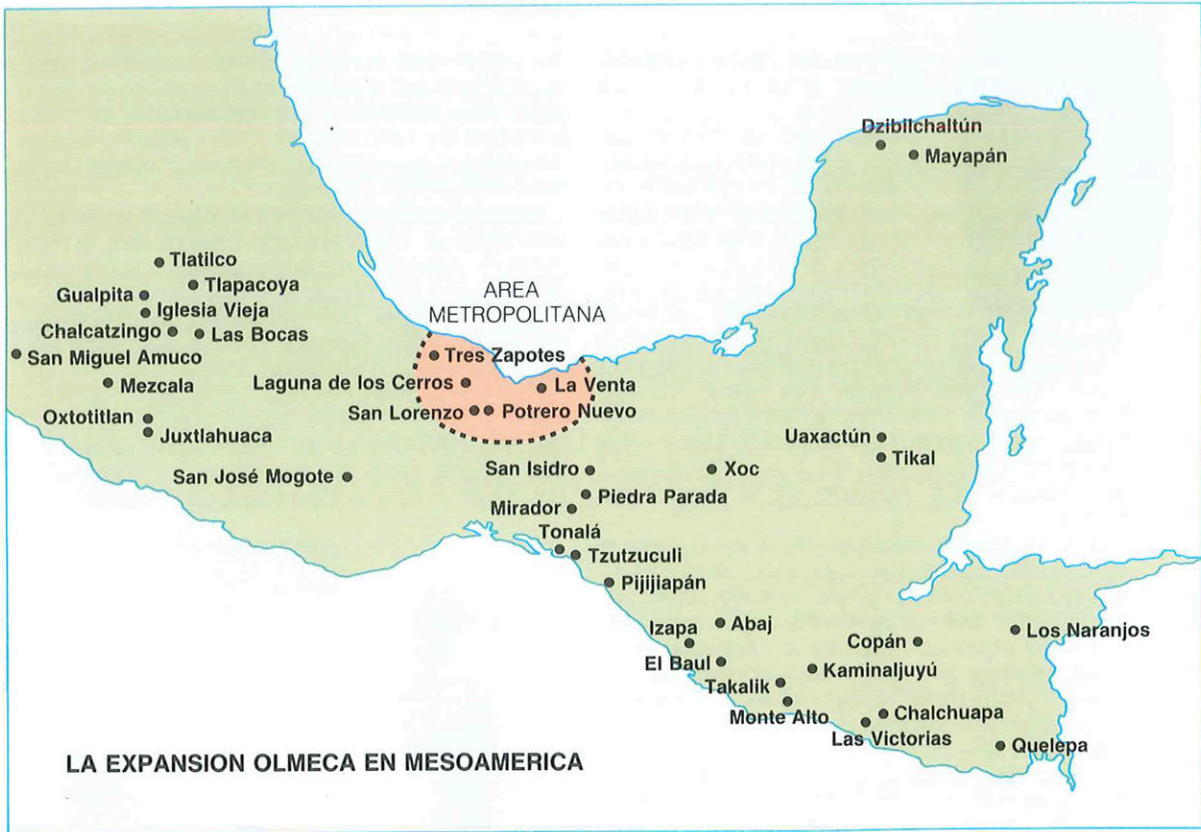 Dzibilchaltún
Mayapán
Tlatilco
Tlapacoya
Gualpita
Iglesia Vieja
Chalcatzingo
Las Bocas
San Miguel Amuco
Mezcala
Oxtotitlan
Juxtlahuaca
San José Mogote
AREA
METROPOLITANA
Tres Zapotes
Laguna de los Cerros
La Venta
San Lorenzo
Potrero Nuevo
Uaxactún
Tikal
San Isidro
Xoc
Piedra Parada
Mirador
Tonalá
Tzutzuculi
Pijijiapán
Izapa
Abaj
El Baul
Copán
Los Naranjos
Kaminaljuyú
Takalik
Monte Alto
Chalchuapa
Las Victorias
Quelepa
LA EXPANSION OLMECA EN MESOAMERICA